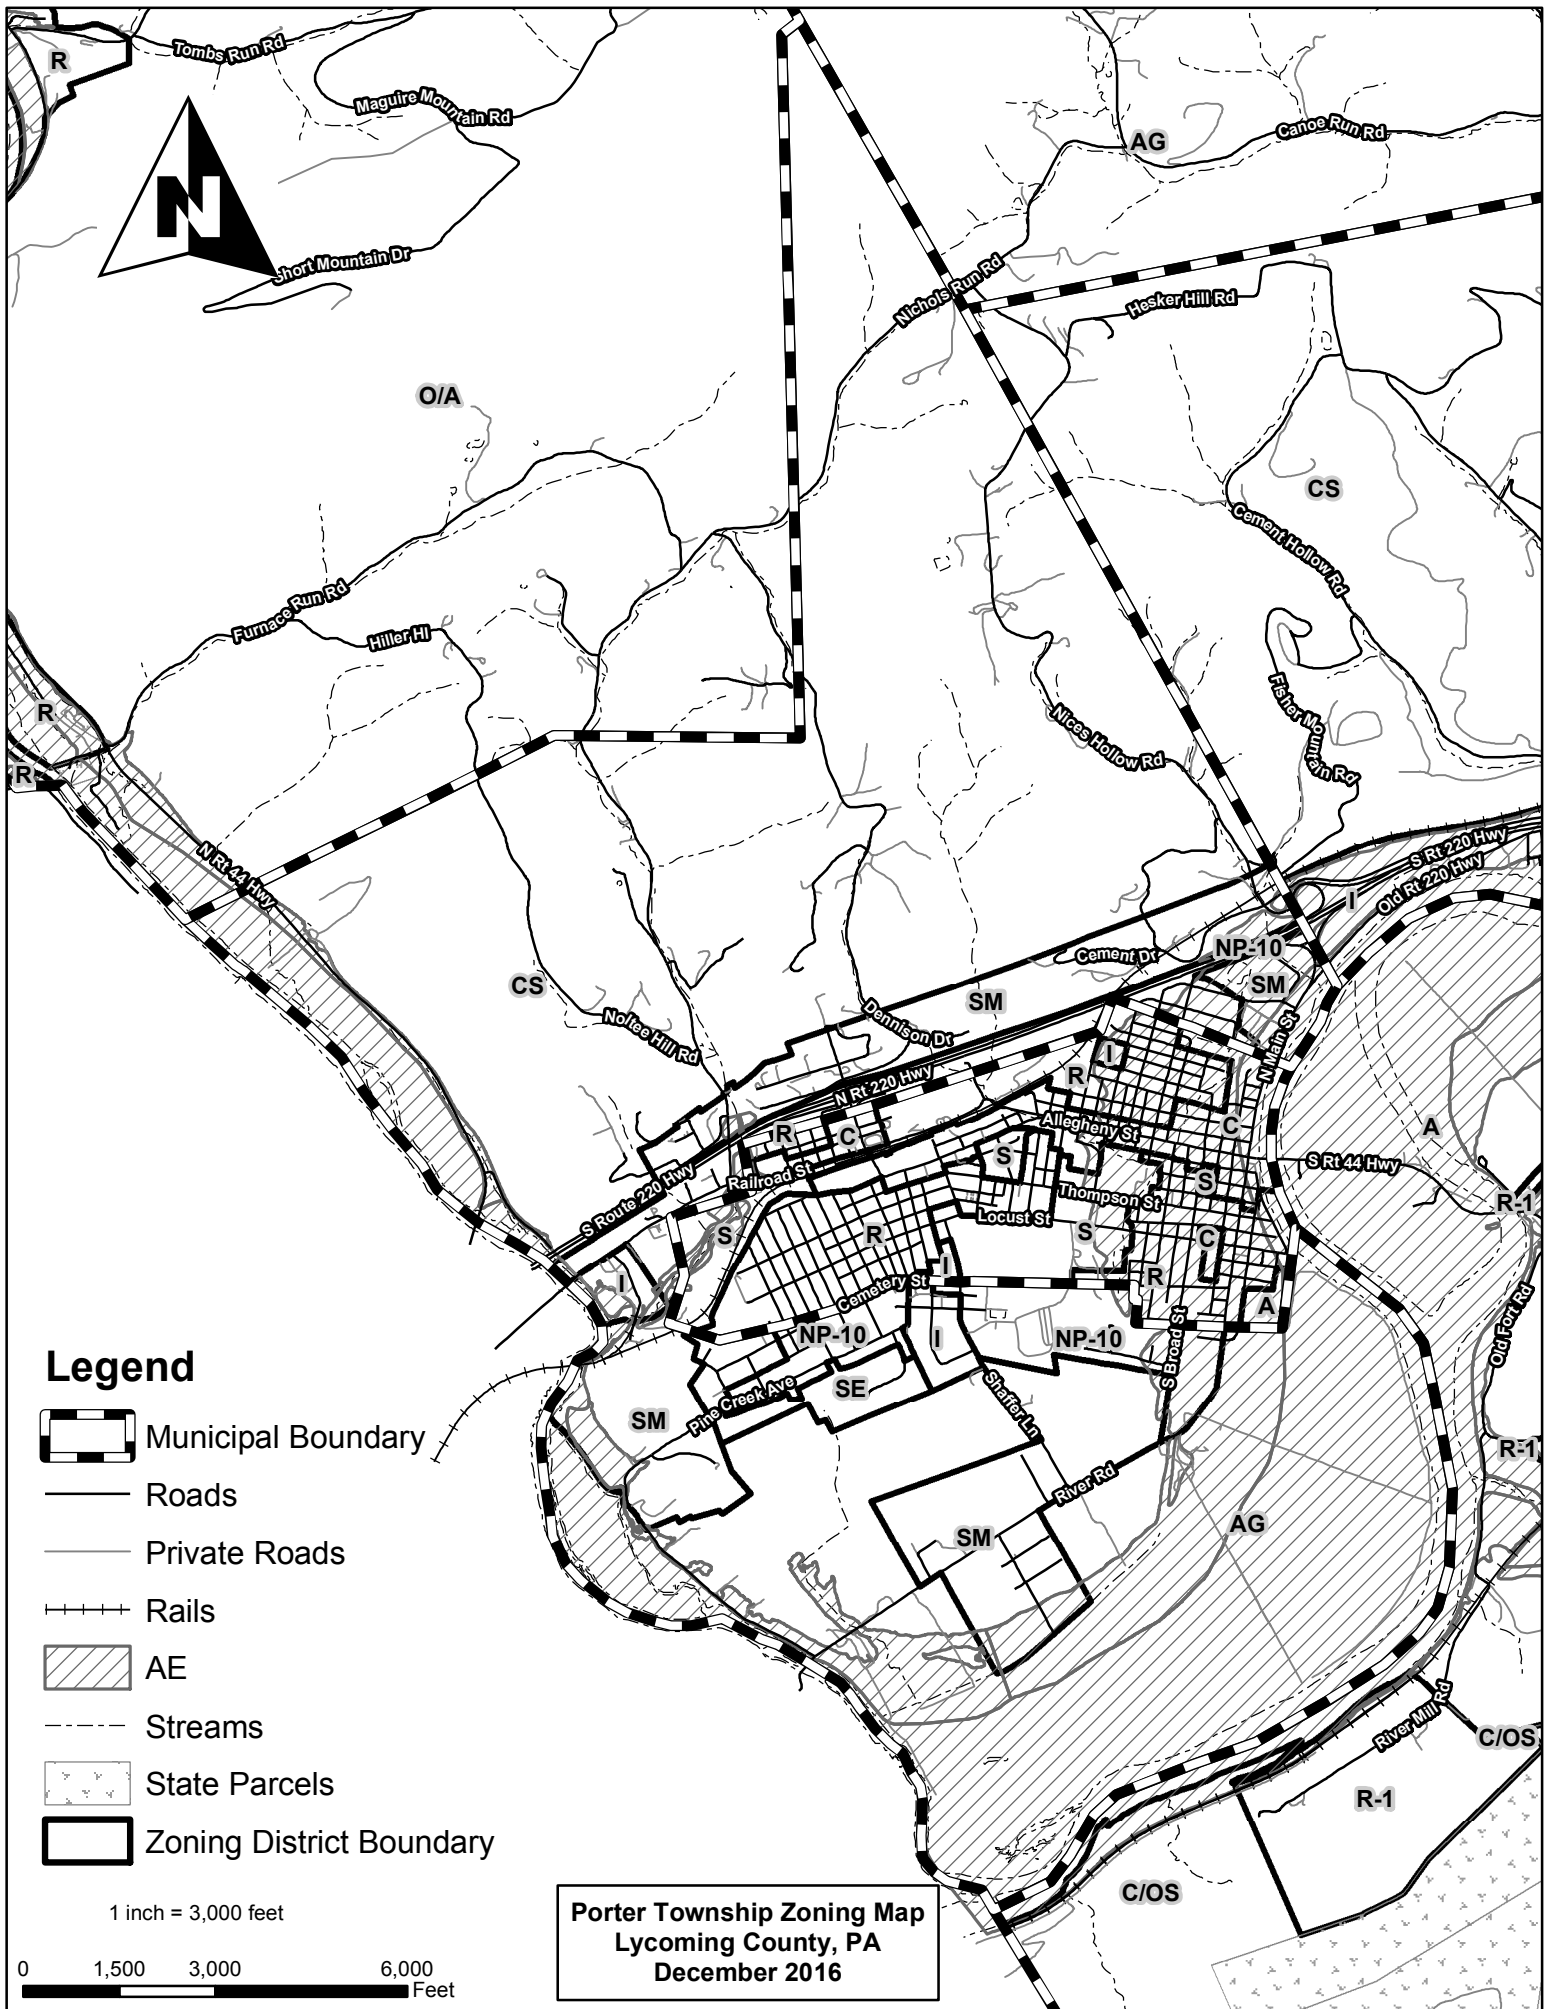 R
Tombs Run Rd
Maguire Mountain Rd
AG
Canoe Run Rd
N
Short Mountain Dr
Nichols Run Rd
Hesker Hill Rd
O/A
CS
Cement Hollow Rd
Furnace Run Rd
Hiller Hl
Fisher Mountain Rd
R
Nices Hollow Rd
R
N Rt 44 Hwy
S Rt 220 Hwy
Old Rt 220 Hwy
I
NP-10
Cement Dr
CS
SM
SM
Noltee Hill Rd
Dennison Dr
N Main St
I
N Rt 220 Hwy
R
R
C
Allegheny St
C
A
S
S Rt 44 Hwy
Railroad St
Thompson St
S
R-1
S Route 220 Hwy
Locust St
S
R
S
C
I
I
R
Cemetery St
A
NP-10
I
NP-10
Old Fort Rd
S Broad St
Legend
SE
Pine Creek Ave
Shaffer Ln
SM
Municipal Boundary
R-1
Roads
River Rd
SM
AG
Private Roads
Rails
AE
Streams
River Mill Rd
C/OS
State Parcels
R-1
Zoning District Boundary
C/OS
1 inch = 3,000 feet
Porter Township Zoning Map
Lycoming County, PA
December 2016
0 1,500 3,000 6,000
Feet